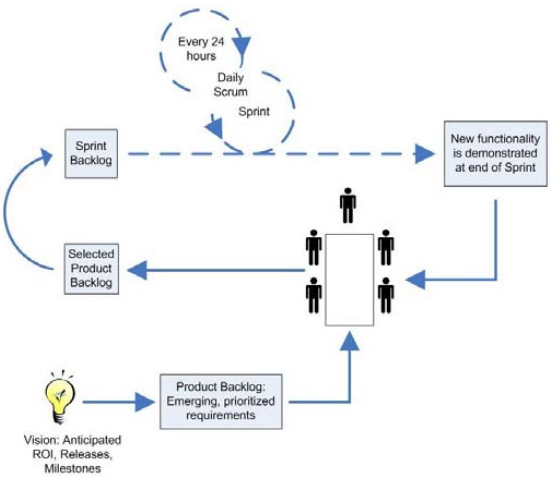 Every 24
hours
Daily
Scrum
Sprint
Sprint
Backlog
New functionality
is demonstrated
at end of Sprint
Selected
Product
Backlog
Product Backlog:
Emerging, prioritized
requirements
Vision: Anticipated
ROI, Releases,
Milestones